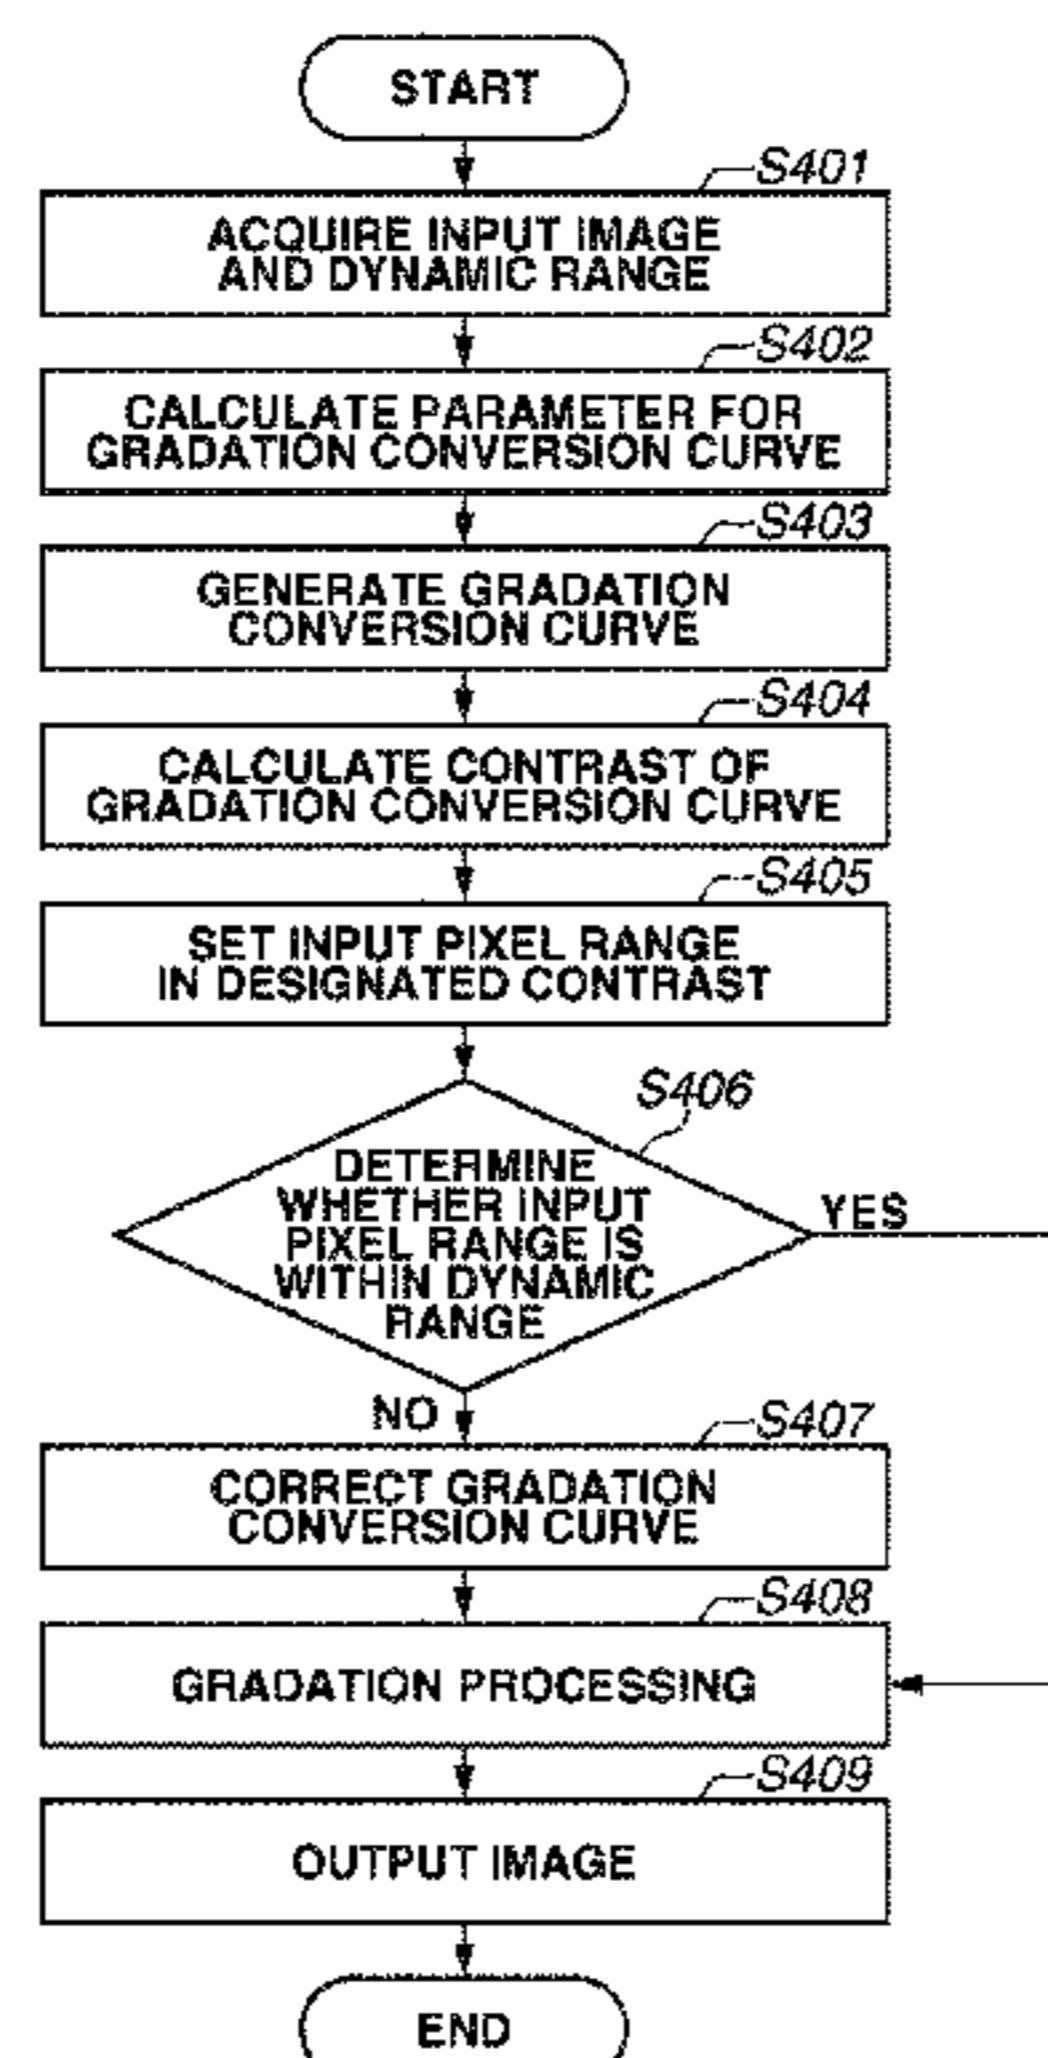 START
S401
ACQUIRE INPUT IMAGE
AND DYNAMIC RANGE
S402
CALCULATE PARAMETER FOR
GRADATION CONVERSION CURVE
S403
GENERATE GRADATION
CONVERSION CURVE
S404
CALCULATE CONTRAST OF
GRADATION CONVERSION CURVE
S405
SET INPUT PIXEL RANGE
IN DESIGNATED CONTRAST
S406
DETERMINE
WHETHER INPUT
PIXEL RANGE IS
WITHIN DYNAMIC
RANGE
YES
NO
S407
CORRECT GRADATION
CONVERSION CURVE
S408
GRADATION PROCESSING
S409
OUTPUT IMAGE
END